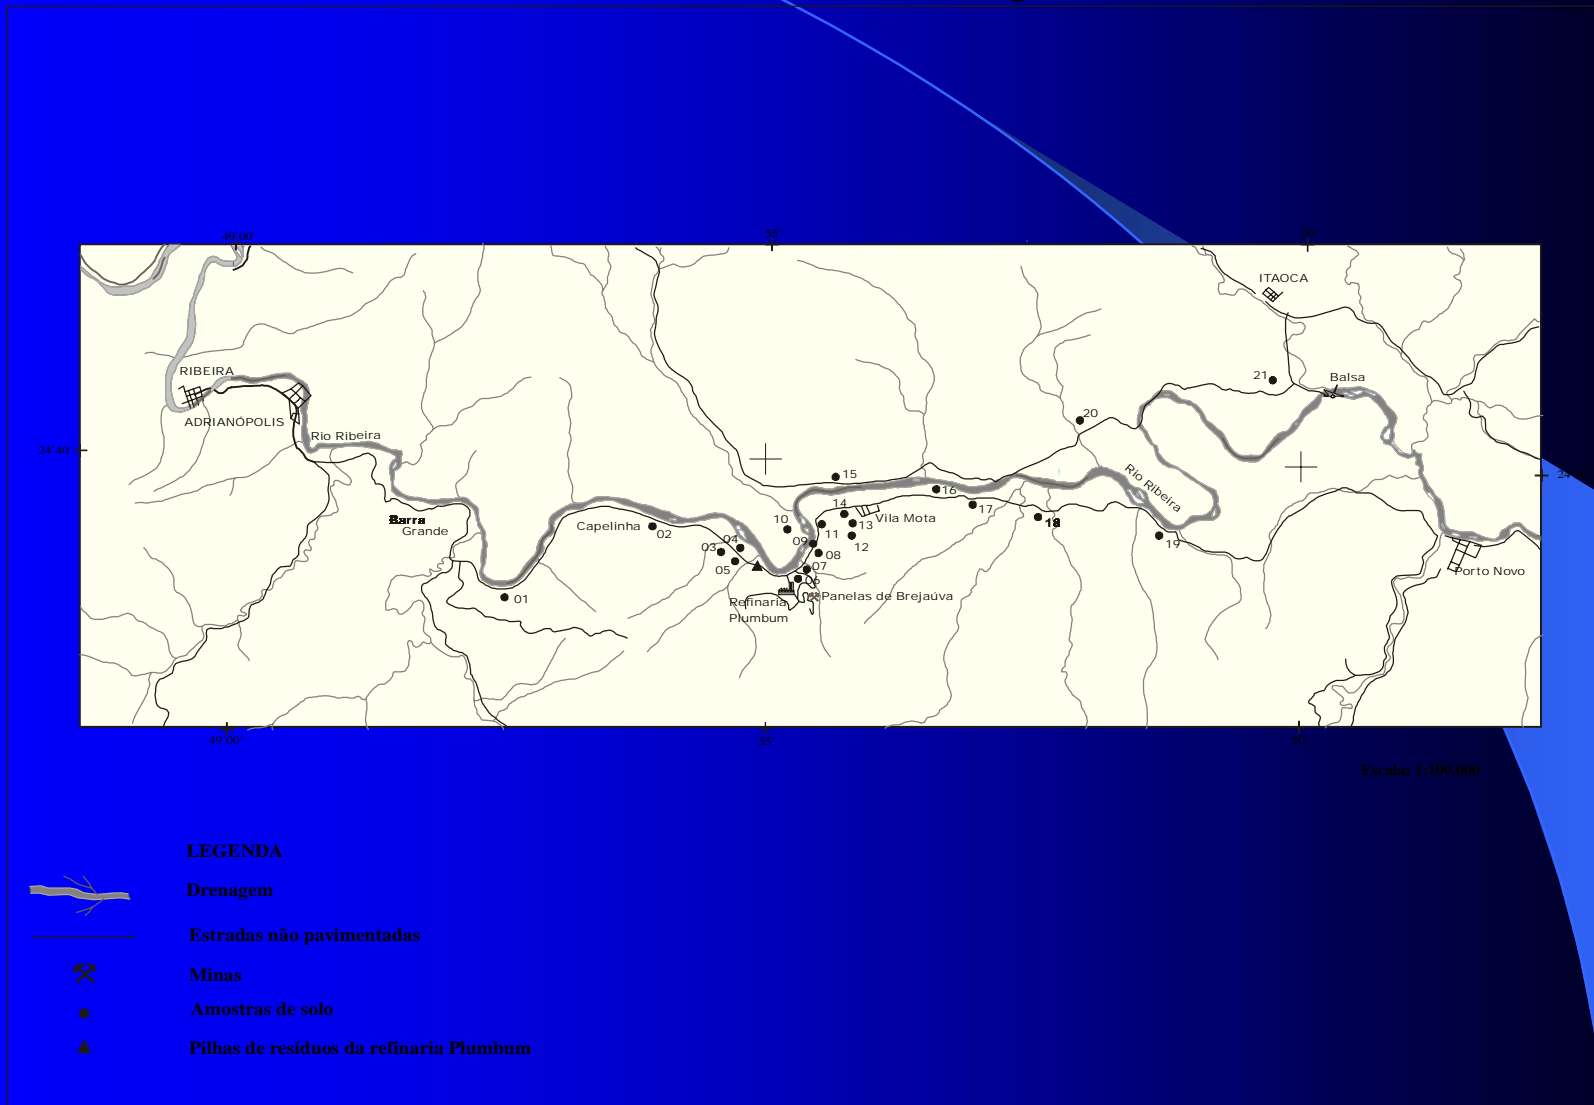 49'00'
55'
ITAOCA
RIBEIRA
21
Balsa
20
ADRIANÓPOLIS
Rio Ribeira
24'40'
15
Rio Ribeira
16
14
17
10
11
13
Vila Mota
18
Barra
Grande
Capelinha
02
09
12
19
04
03
08
05
07
06
Porto Novo
01
Refinaria
Panelas de Brejaúva
Plumbum
49'00'
55'
50'
Escala: 1:100.000
LEGENDA
Drenagem
Estradas não pavimentadas
Minas
Amostras de solo
Pilhas de resíduos da refinaria Plumbum